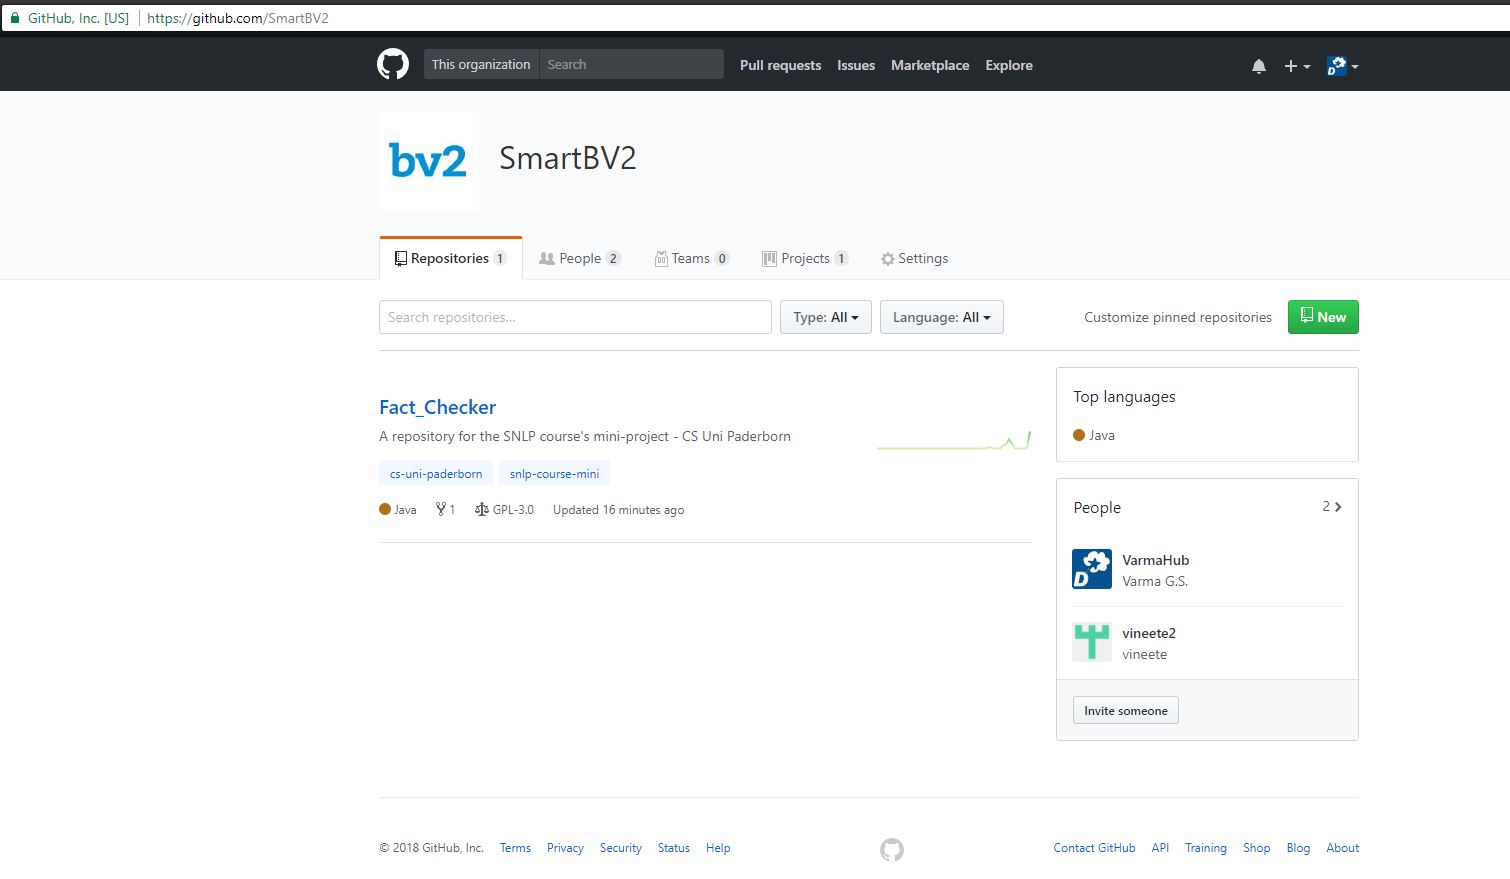 GitHub, Inc. [US] https://github.com/SmartBV2
This organization Search Pull requests Issues Marketplace Explore
D
bv2 SmartBV2
Repositories 1 People 2 Teams 0 Projects 1 Settings
Search repositories... Type: All Language: All Customize pinned repositories New
Fact_Checker
A repository for the SNLP course's mini-project - CS Uni Paderborn
cs-uni-paderborn snlp-course-mini
Java 1 GPL-3.0 Updated 16 minutes ago
Top languages
Java
People 2
D
VarmaHub
Varma G.S.
vineete2
vineete
Invite someone
© 2018 GitHub, Inc. Terms Privacy Security Status Help Contact GitHub API Training Shop Blog About